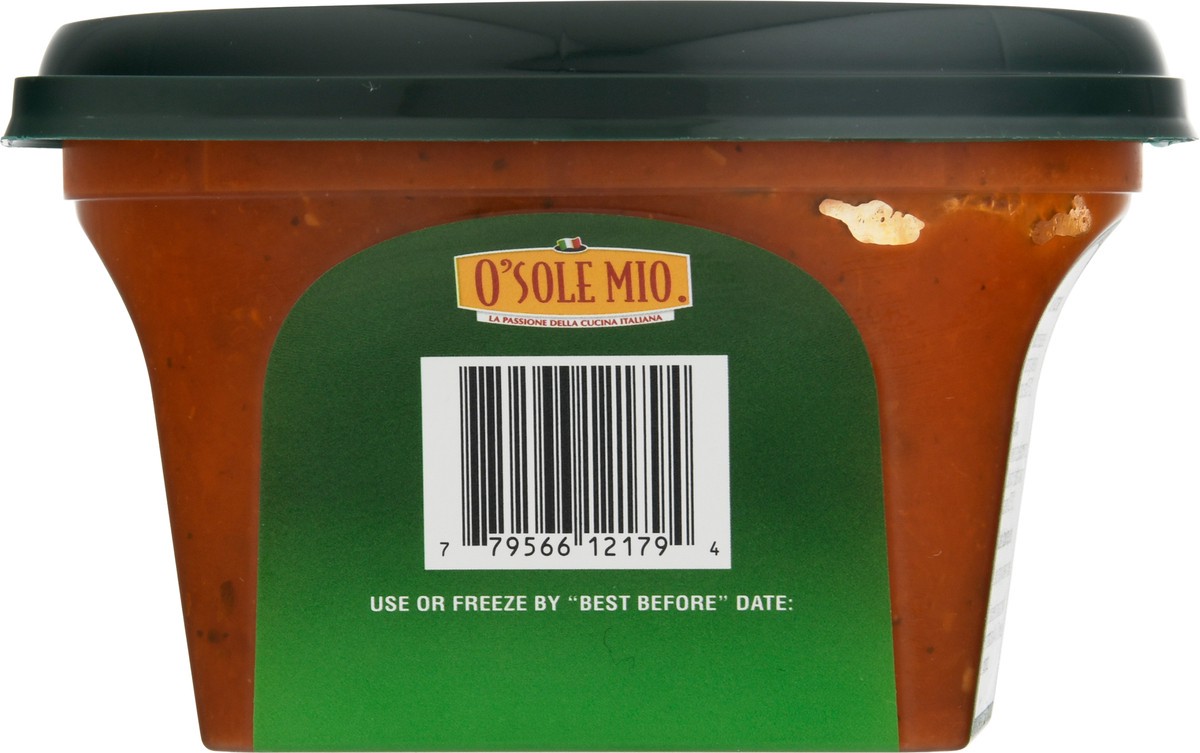 O'SOLE MIO.
LA PASSIONE DELLA CUCINA ITALIANA
7 79566 12179 4
USE OR FREEZE BY “BEST BEFORE” DATE: